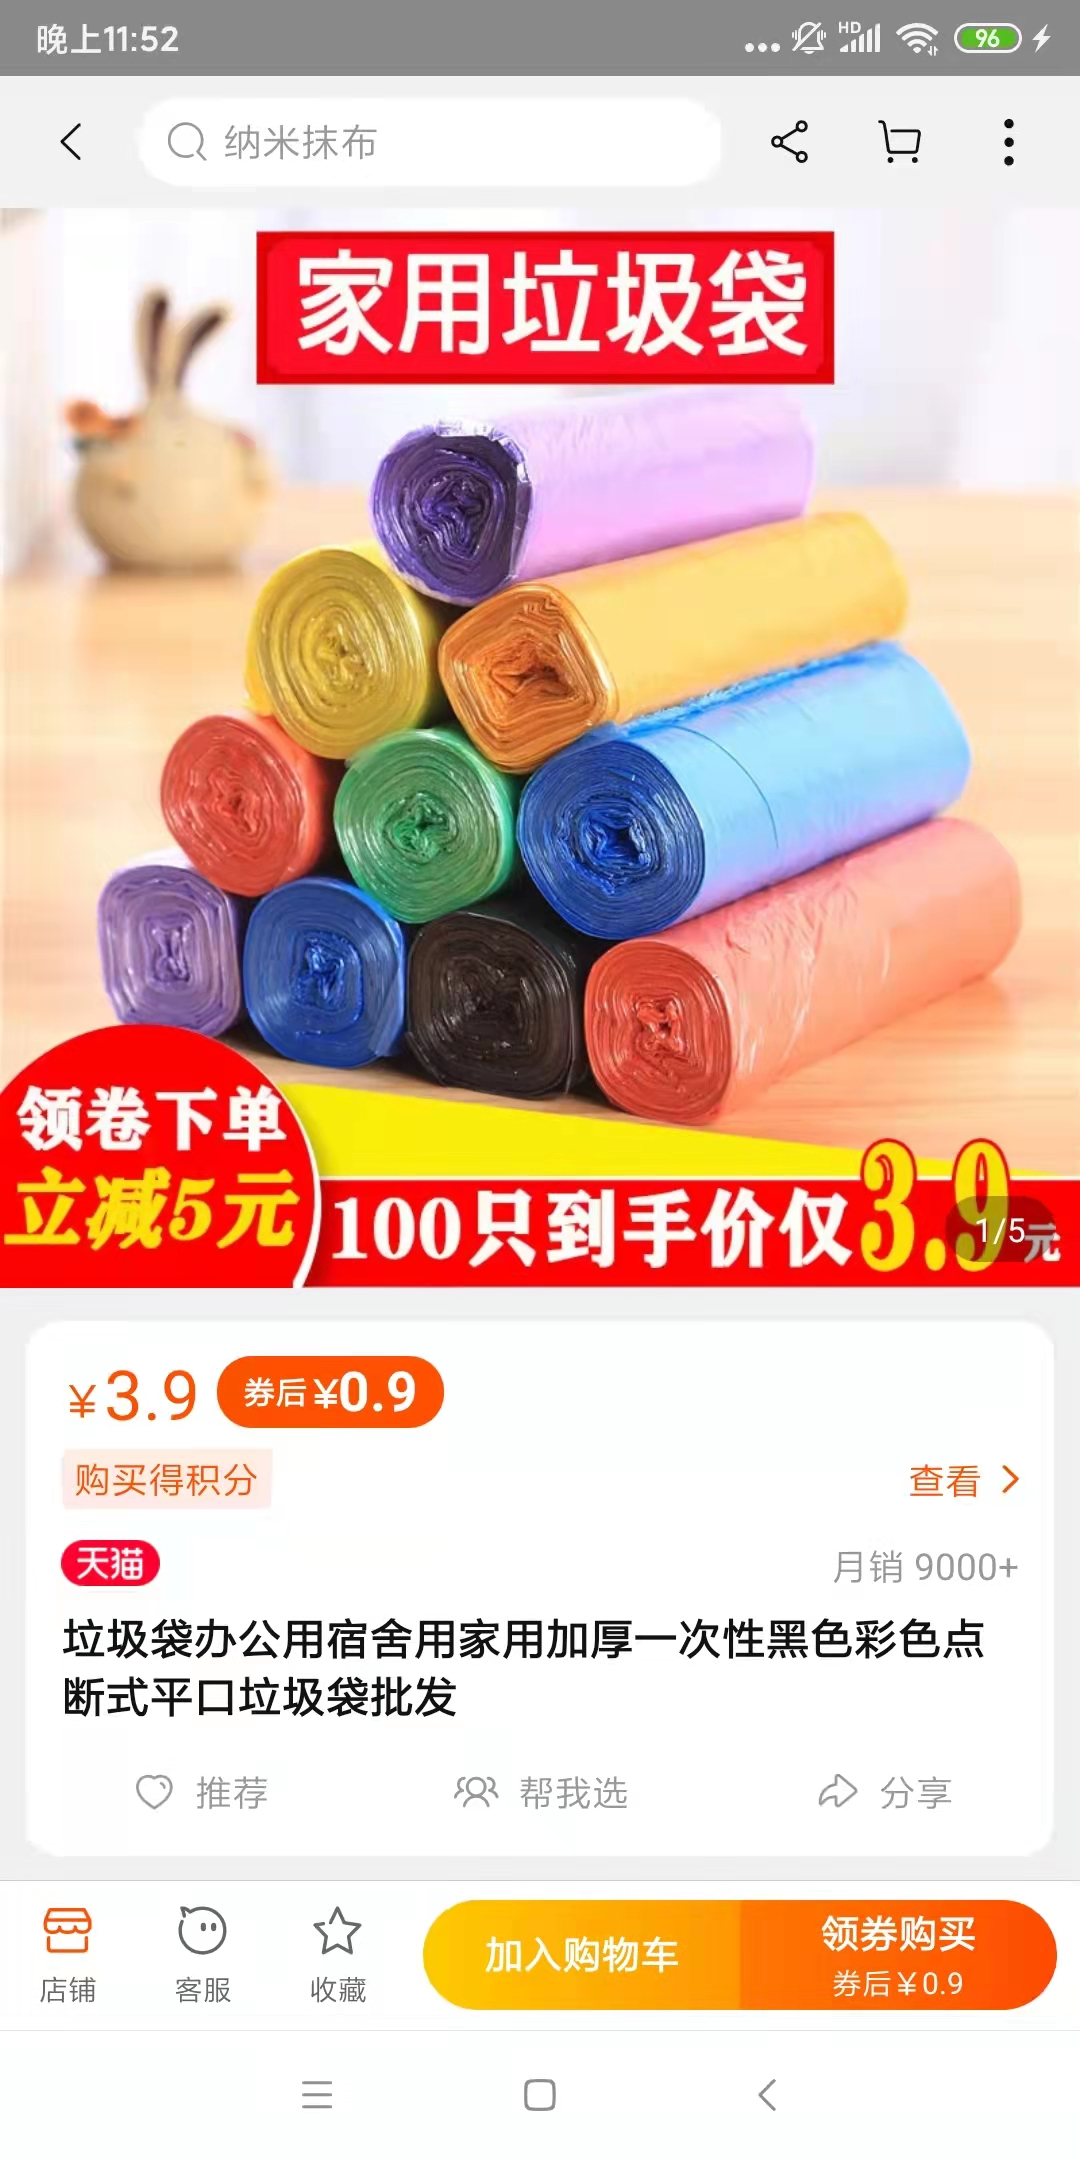 晚上11:52
HD
96
纳米抹布
家用垃圾袋
领卷下单
立减5元
100只到手价仅3.9元
1/5
¥3.9
券后¥0.9
购买得积分
查看
天猫
月销 9000+
垃圾袋办公用宿舍用家用加厚一次性黑色彩色点
断式平口垃圾袋批发
推荐
帮我选
分享
店铺
客服
收藏
加入购物车
领券购买
券后¥0.9